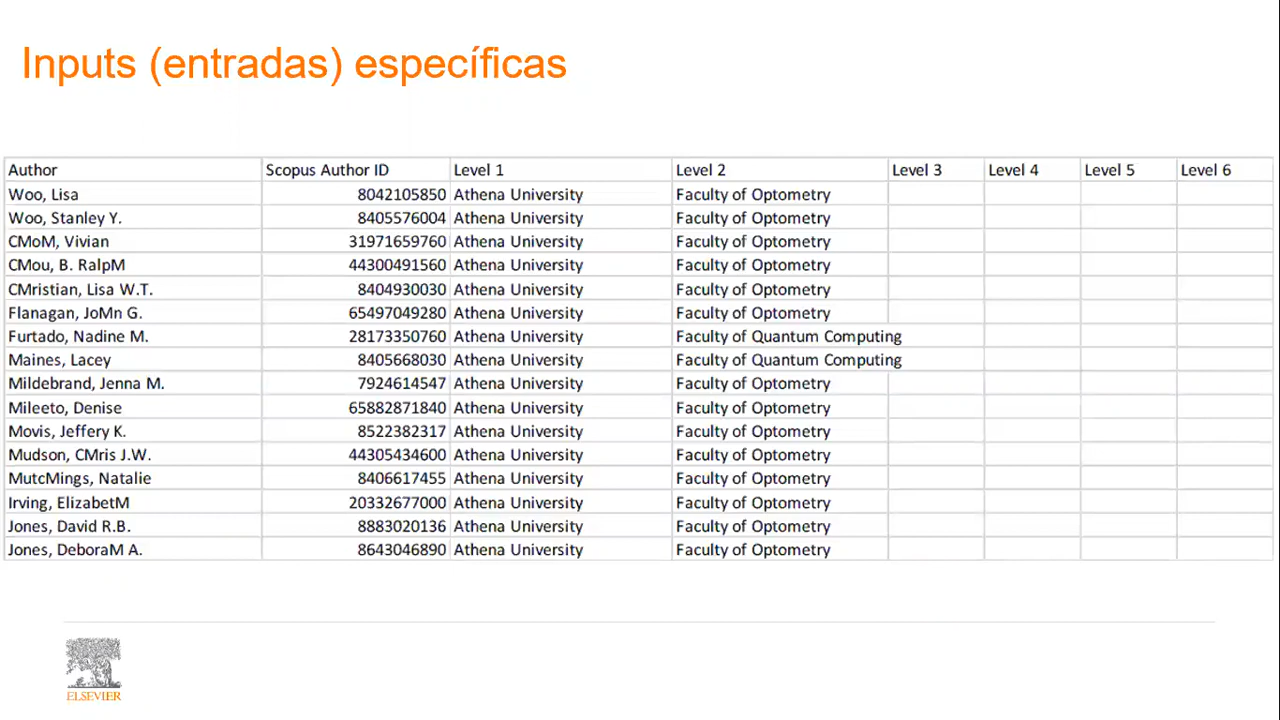 Inputs (entradas) específicas
Author Scopus Author ID Level 1 Level 2 Level 3 Level 4 Level 5 Level 6
Woo, Lisa 8042105850 Athena University Faculty of Optometry
Woo, Stanley Y. 8405576004 Athena University Faculty of Optometry
CMoM, Vivian 31971659760 Athena University Faculty of Optometry
CMou, B. RalpM 44300491560 Athena University Faculty of Optometry
CMristian, Lisa W.T. 8404930030 Athena University Faculty of Optometry
Flanagan, JoMn G. 65497049280 Athena University Faculty of Optometry
Furtado, Nadine M. 28173350760 Athena University Faculty of Quantum Computing
Maines, Lacey 8405668030 Athena University Faculty of Quantum Computing
Mildebrand, Jenna M. 7924614547 Athena University Faculty of Optometry
Mileeto, Denise 65882871840 Athena University Faculty of Optometry
Movis, Jeffery K. 8522382317 Athena University Faculty of Optometry
Mudson, CMris J.W. 44305434600 Athena University Faculty of Optometry
MutcMings, Natalie 8406617455 Athena University Faculty of Optometry
Irving, ElizabetM 20332677000 Athena University Faculty of Optometry
Jones, David R.B. 8883020136 Athena University Faculty of Optometry
Jones, DeboraM A. 8643046890 Athena University Faculty of Optometry
ELSEVIER